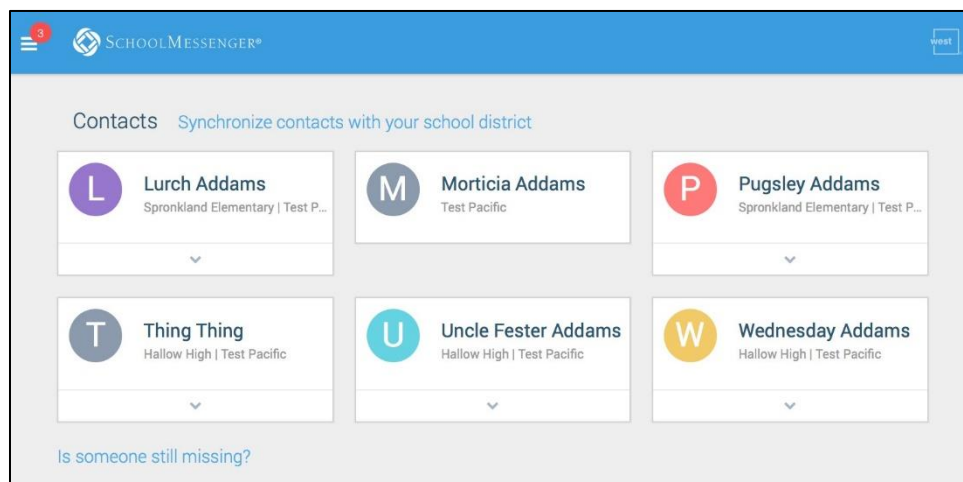 3
SCHOOLMESSENGER®
west
Contacts Synchronize contacts with your school district
L
Lurch Addams
Spronkland Elementary | Test P...
M
Morticia Addams
Test Pacific
P
Pugsley Addams
Spronkland Elementary | Test P...
T
Thing Thing
Hallow High | Test Pacific
U
Uncle Fester Addams
Hallow High | Test Pacific
W
Wednesday Addams
Hallow High | Test Pacific
Is someone still missing?